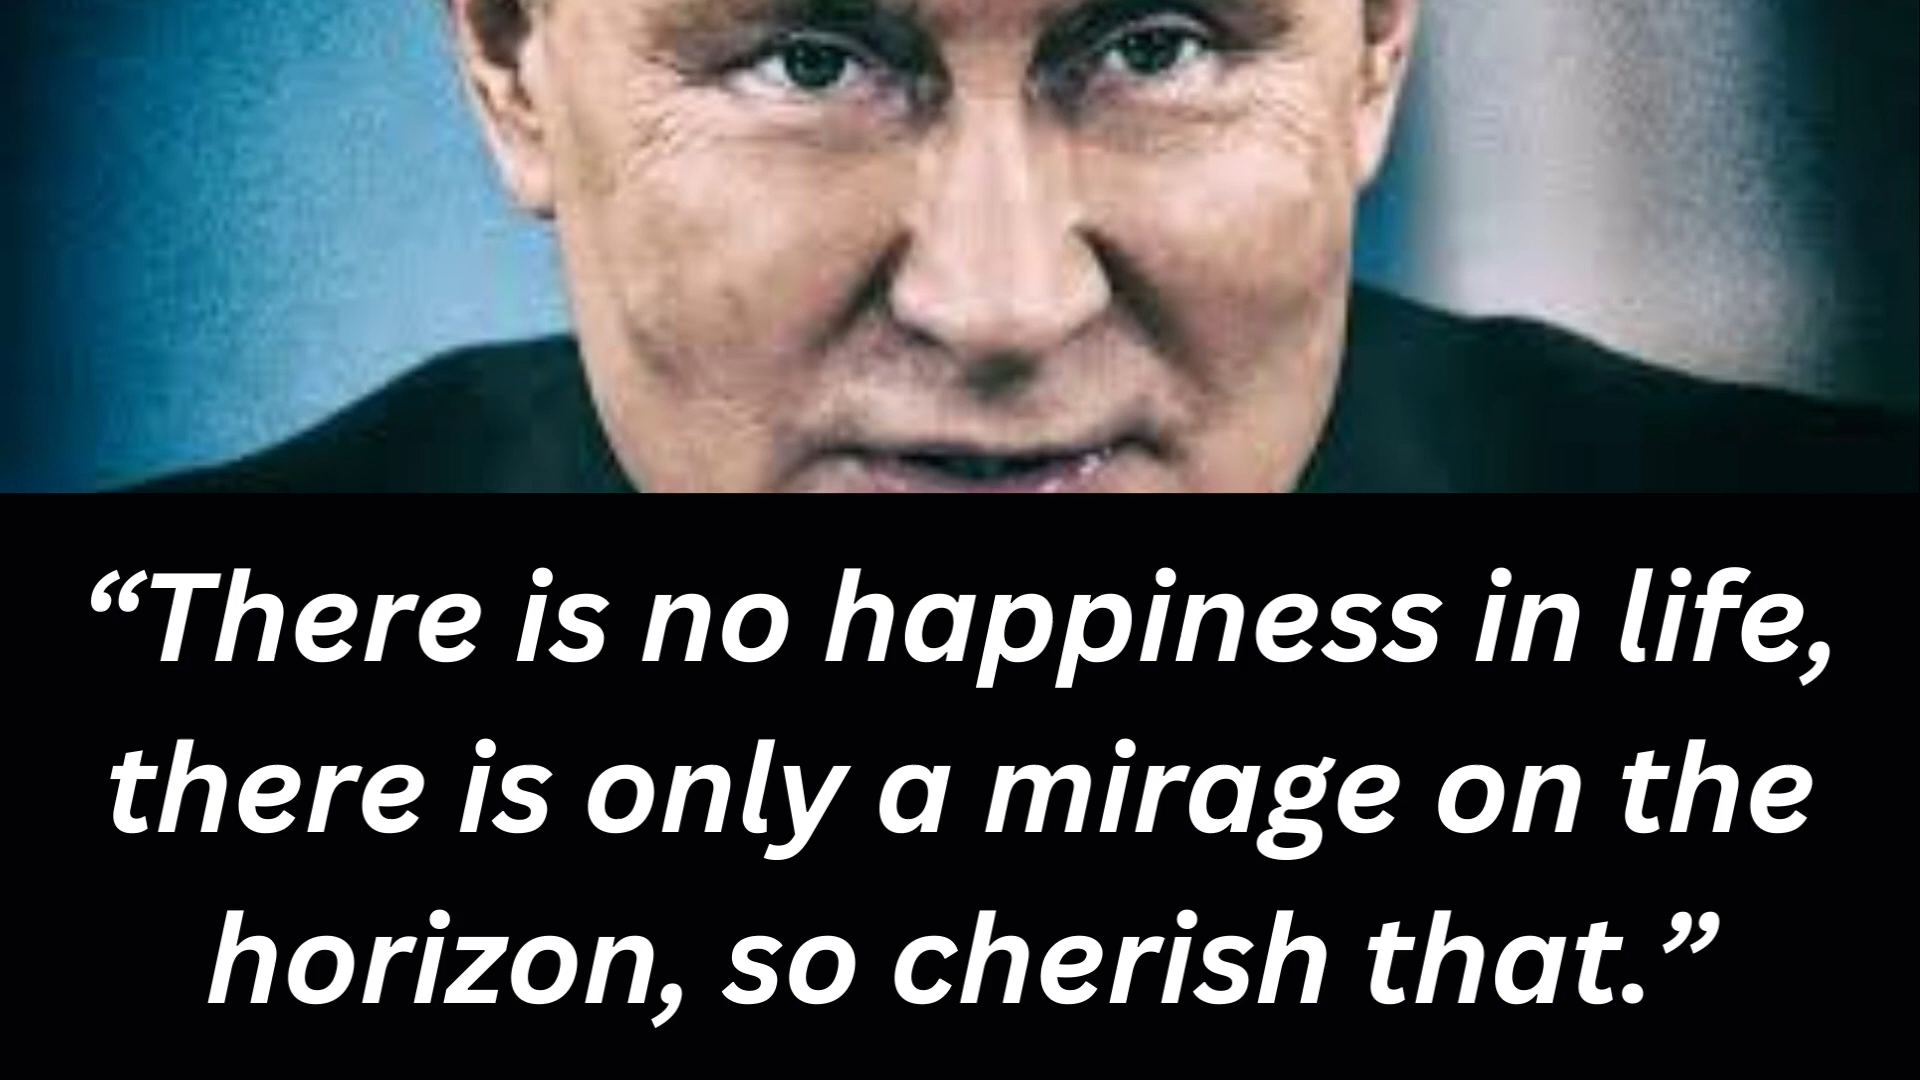 “There is no happiness in life,
there is only a mirage on the
horizon, so cherish that.”